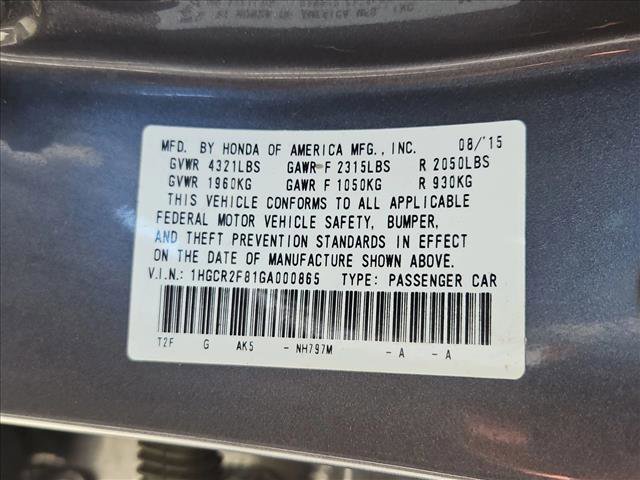 MFD. BY HONDA OF AMERICA MFG., INC. 08/'15
GVWR 4321LBS GAWR F 2315LBS R 2050LBS
GVWR 1960KG GAWR F 1050KG R 930KG
THIS VEHICLE CONFORMS TO ALL APPLICABLE
FEDERAL MOTOR VEHICLE SAFETY, BUMPER,
AND THEFT PREVENTION STANDARDS IN EFFECT
ON THE DATE OF MANUFACTURE SHOWN ABOVE.
V.I.N.: 1HGCR2F81GA000865 TYPE: PASSENGER CAR
T2F G AK5 - NH797M - A - A